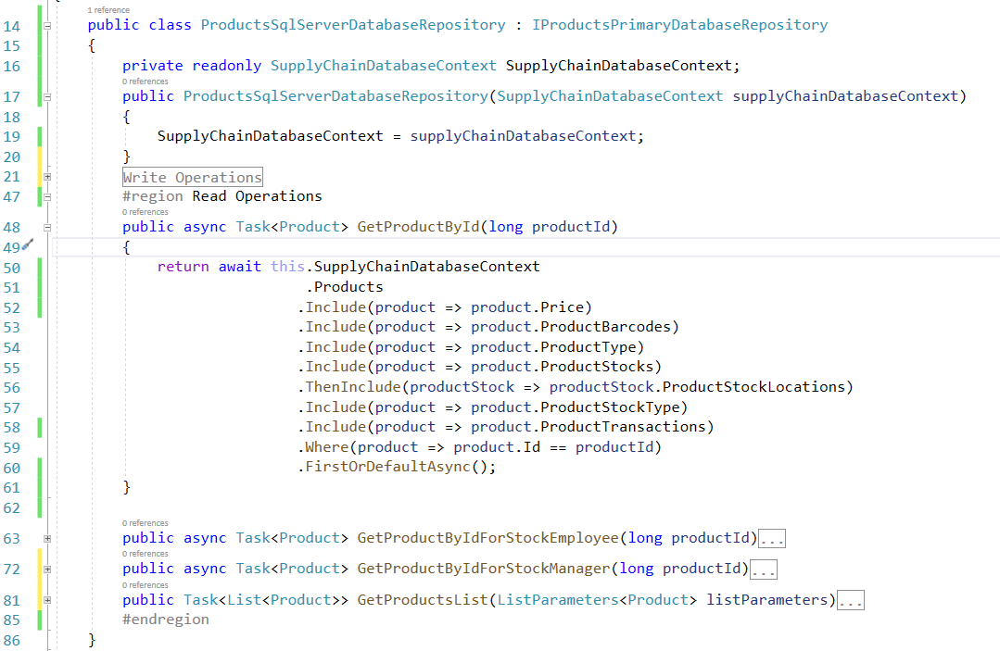 1 reference
14 public class ProductsSqlServerDatabaseRepository : IProductsPrimaryDatabaseRepository
15 {
16 private readonly SupplyChainDatabaseContext SupplyChainDatabaseContext;
0 references
17 public ProductsSqlServerDatabaseRepository(SupplyChainDatabaseContext supplyChainDatabaseContext)
18 {
19 SupplyChainDatabaseContext = supplyChainDatabaseContext;
20 }
21 Write Operations
47 #region Read Operations
0 references
48 public async Task<Product> GetProductById(long productId)
49 {
50 return await this.SupplyChainDatabaseContext
51 .Products
52 .Include(product => product.Price)
53 .Include(product => product.ProductBarcodes)
54 .Include(product => product.ProductType)
55 .Include(product => product.ProductStocks)
56 .ThenInclude(productStock => productStock.ProductStockLocations)
57 .Include(product => product.ProductStockType)
58 .Include(product => product.ProductTransactions)
59 .Where(product => product.Id == productId)
60 .FirstOrDefaultAsync();
61 }
62
0 references
63 public async Task<Product> GetProductByIdForStockEmployee(long productId)...
0 references
72 public async Task<Product> GetProductByIdForStockManager(long productId)...
0 references
81 public Task<List<Product>> GetProductsList(ListParameters<Product> listParameters)...
85 #endregion
86 }